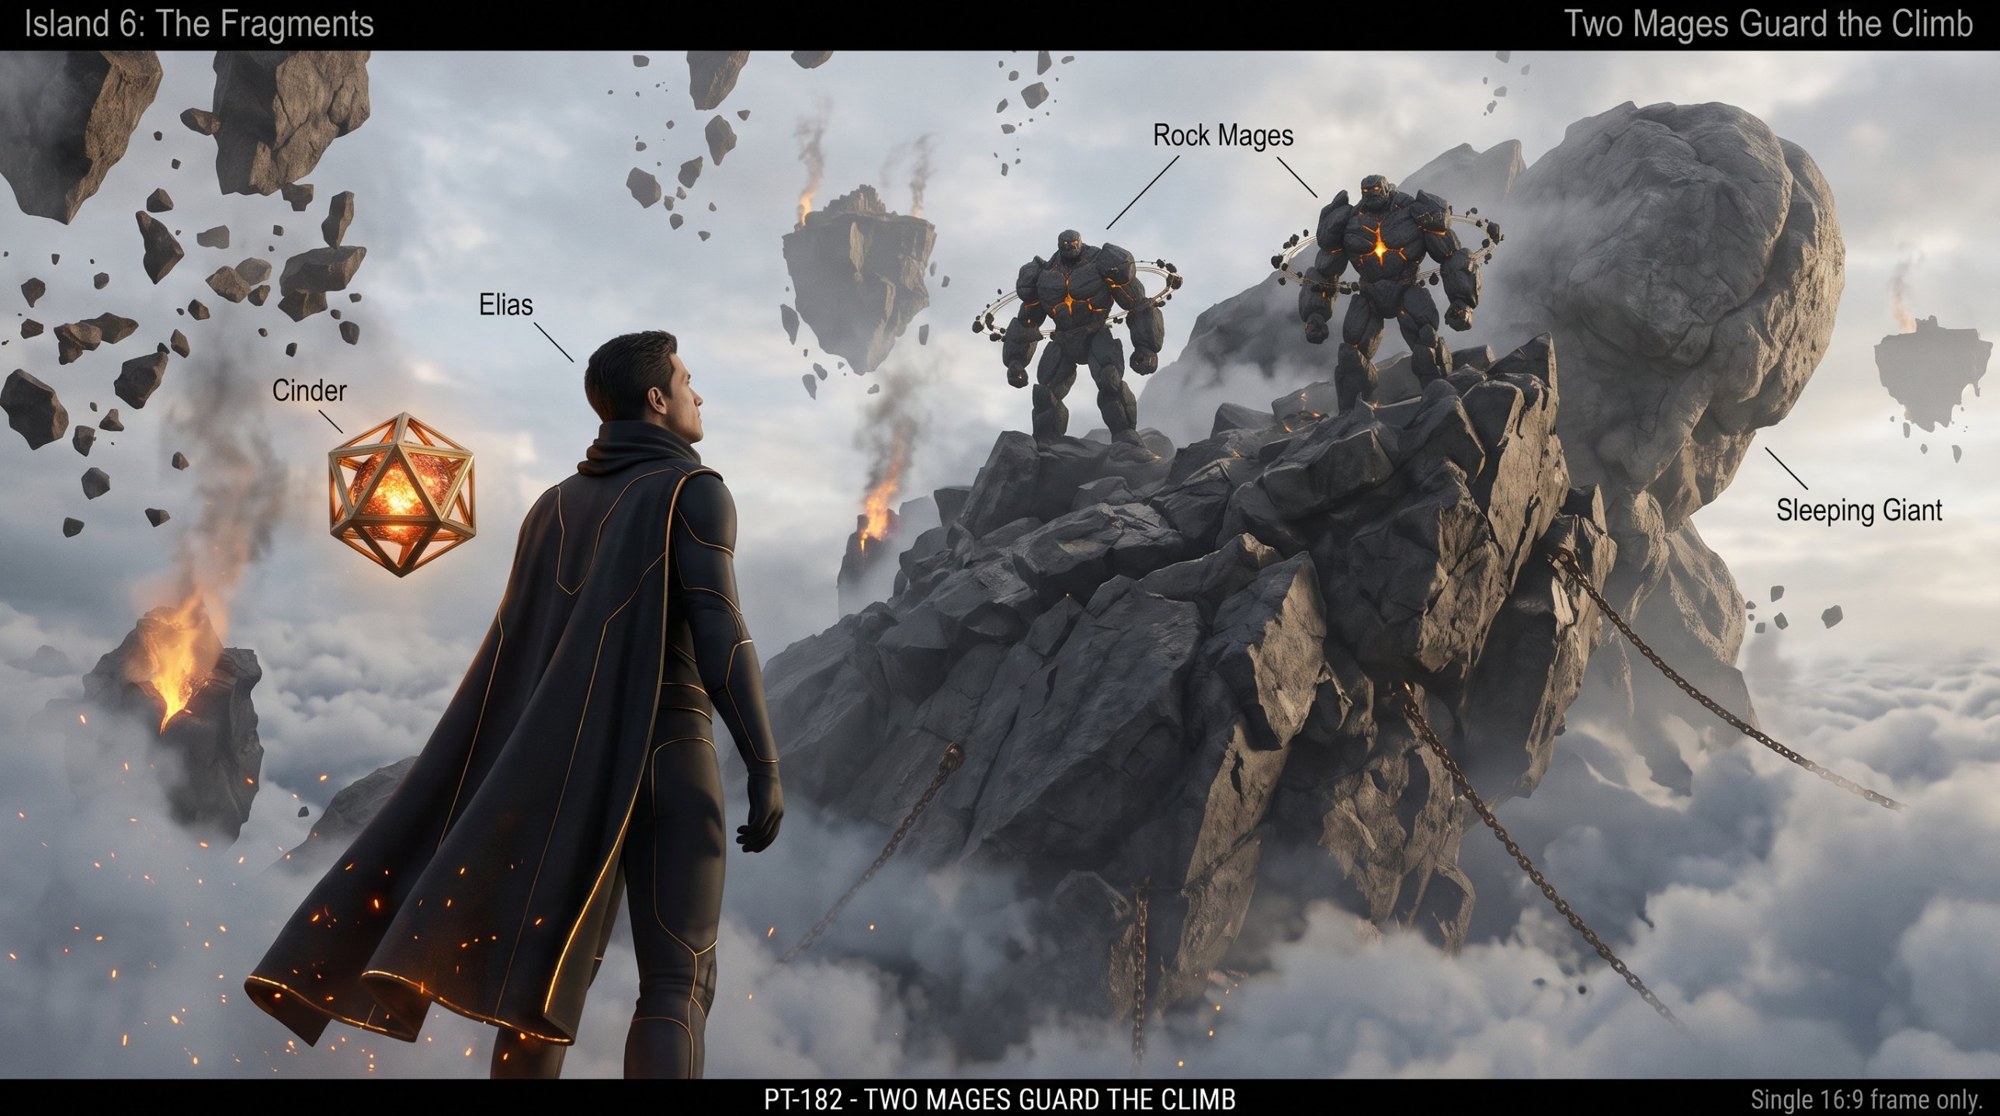 Island 6: The Fragments
Two Mages Guard the Climb
Rock Mages
Elias
Cinder
Sleeping Giant
PT-182 - TWO MAGES GUARD THE CLIMB
Single 16:9 frame only.